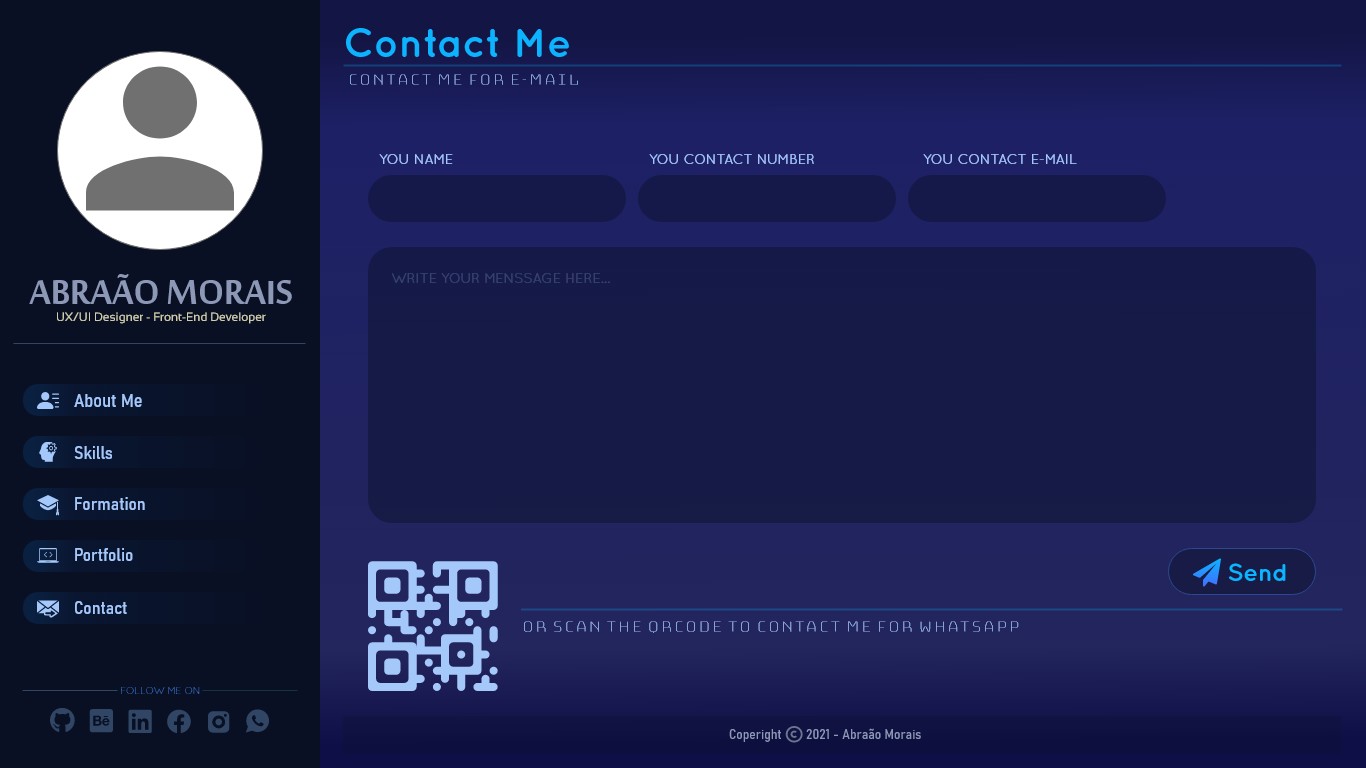 ABRAÃO MORAIS
UX/UI Designer - Front-End Developer
About Me
Skills
Formation
Portfolio
Contact
FOLLOW ME ON
Bē
in
Contact Me
CONTACT ME FOR E-MAIL
YOU NAME
YOU CONTACT NUMBER
YOU CONTACT E-MAIL
WRITE YOUR MENSSAGE HERE...
Send
OR SCAN THE QRCODE TO CONTACT ME FOR WHATSAPP
Coperight © 2021 - Abraão Morais